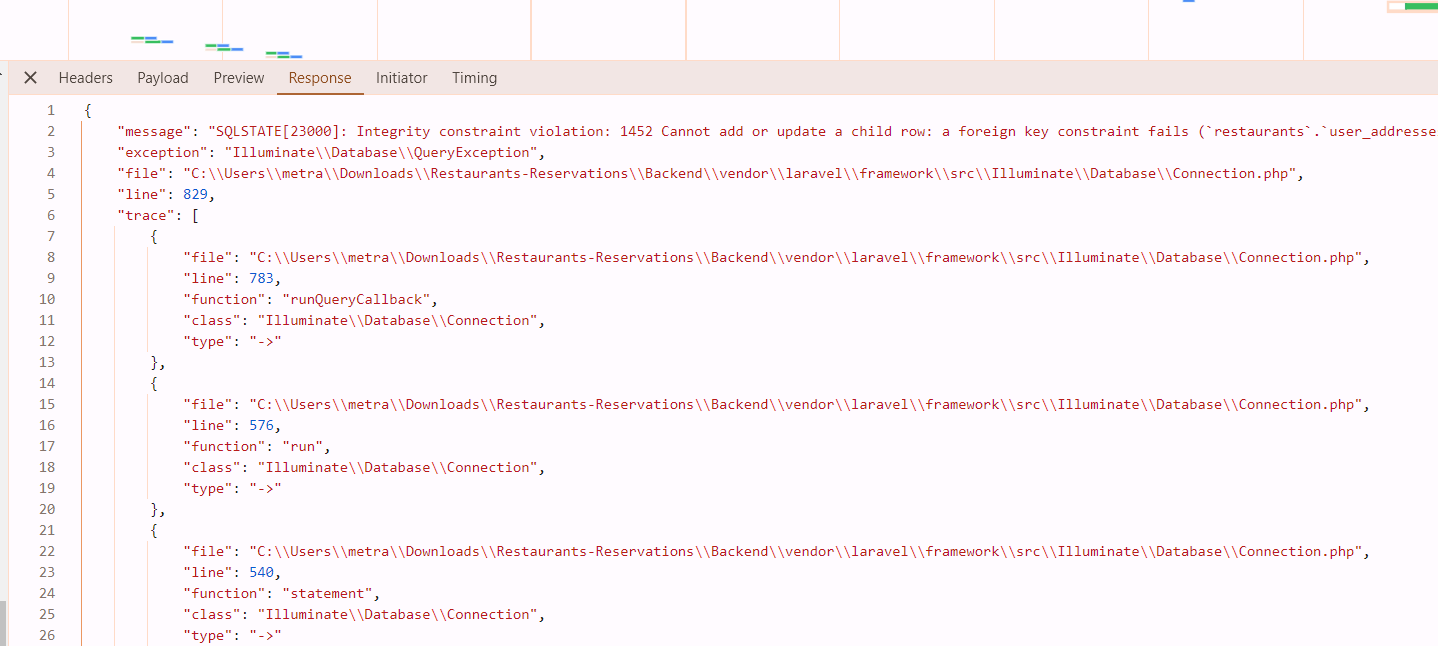 Headers Payload Preview Response Initiator Timing
1 {
2 "message": "SQLSTATE[23000]: Integrity constraint violation: 1452 Cannot add or update a child row: a foreign key constraint fails (`restaurants`.`user_addresse
3 "exception": "Illuminate\\Database\\QueryException",
4 "file": "C:\\Users\\metra\\Downloads\\Restaurants-Reservations\\Backend\\vendor\\laravel\\framework\\src\\Illuminate\\Database\\Connection.php",
5 "line": 829,
6 "trace": [
7 {
8 "file": "C:\\Users\\metra\\Downloads\\Restaurants-Reservations\\Backend\\vendor\\laravel\\framework\\src\\Illuminate\\Database\\Connection.php",
9 "line": 783,
10 "function": "runQueryCallback",
11 "class": "Illuminate\\Database\\Connection",
12 "type": "->"
13 },
14 {
15 "file": "C:\\Users\\metra\\Downloads\\Restaurants-Reservations\\Backend\\vendor\\laravel\\framework\\src\\Illuminate\\Database\\Connection.php",
16 "line": 576,
17 "function": "run",
18 "class": "Illuminate\\Database\\Connection",
19 "type": "->"
20 },
21 {
22 "file": "C:\\Users\\metra\\Downloads\\Restaurants-Reservations\\Backend\\vendor\\laravel\\framework\\src\\Illuminate\\Database\\Connection.php",
23 "line": 540,
24 "function": "statement",
25 "class": "Illuminate\\Database\\Connection",
26 "type": "->"